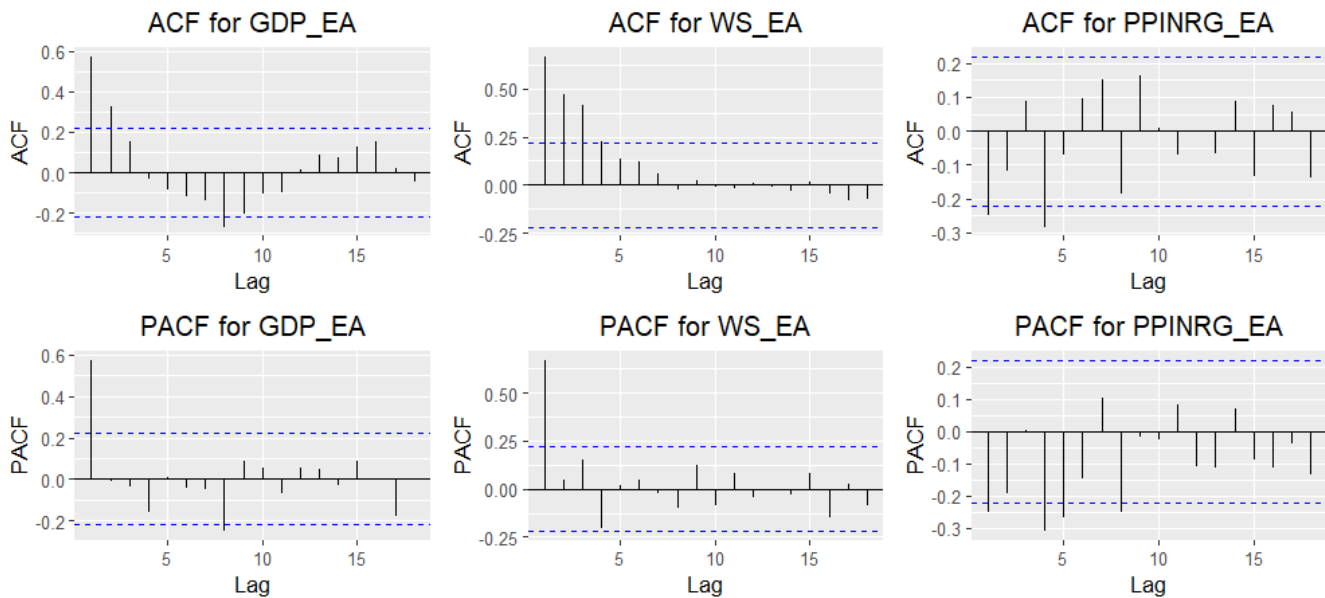 ACF for GDP_EA
0.6
0.4
0.2
0.0
-0.2
ACF
5
10
15
Lag
ACF for WS_EA
0.50
0.25
0.00
-0.25
ACF
5
10
15
Lag
ACF for PPINRG_EA
0.2
0.1
0.0
-0.1
-0.2
-0.3
ACF
5
10
15
Lag
PACF for GDP_EA
0.6
0.4
0.2
0.0
-0.2
PACF
5
10
15
Lag
PACF for WS_EA
0.50
0.25
0.00
-0.25
PACF
5
10
15
Lag
PACF for PPINRG_EA
0.2
0.1
0.0
-0.1
-0.2
-0.3
PACF
5
10
15
Lag